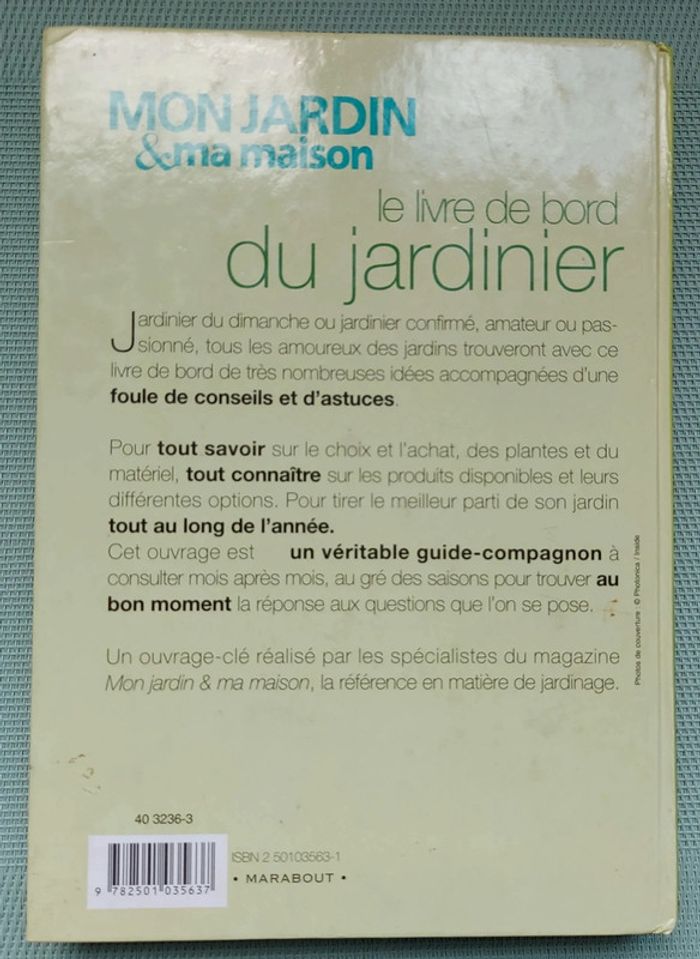 MON JARDIN
& ma maison
le livre de bord
du jardinier
Jardinier du dimanche ou jardinier confirmé, amateur ou pas-
sionné, tous les amoureux des jardins trouveront avec ce
livre de bord de très nombreuses idées accompagnées d'une
foule de conseils et d'astuces.
Pour tout savoir sur le choix et l'achat, des plantes et du
matériel, tout connaître sur les produits disponibles et leurs
différentes options. Pour tirer le meilleur parti de son jardin
tout au long de l'année.
Cet ouvrage est un véritable guide-compagnon à
consulter mois après mois, au gré des saisons pour trouver au
bon moment la réponse aux questions que l'on se pose.
Un ouvrage-clé réalisé par les spécialistes du magazine
Mon jardin & ma maison, la référence en matière de jardinage.
Photos de couverture : © Photonica / Inside
40 3236-3
ISBN 2 50103563-1
• MARABOUT •
9 782501 035637